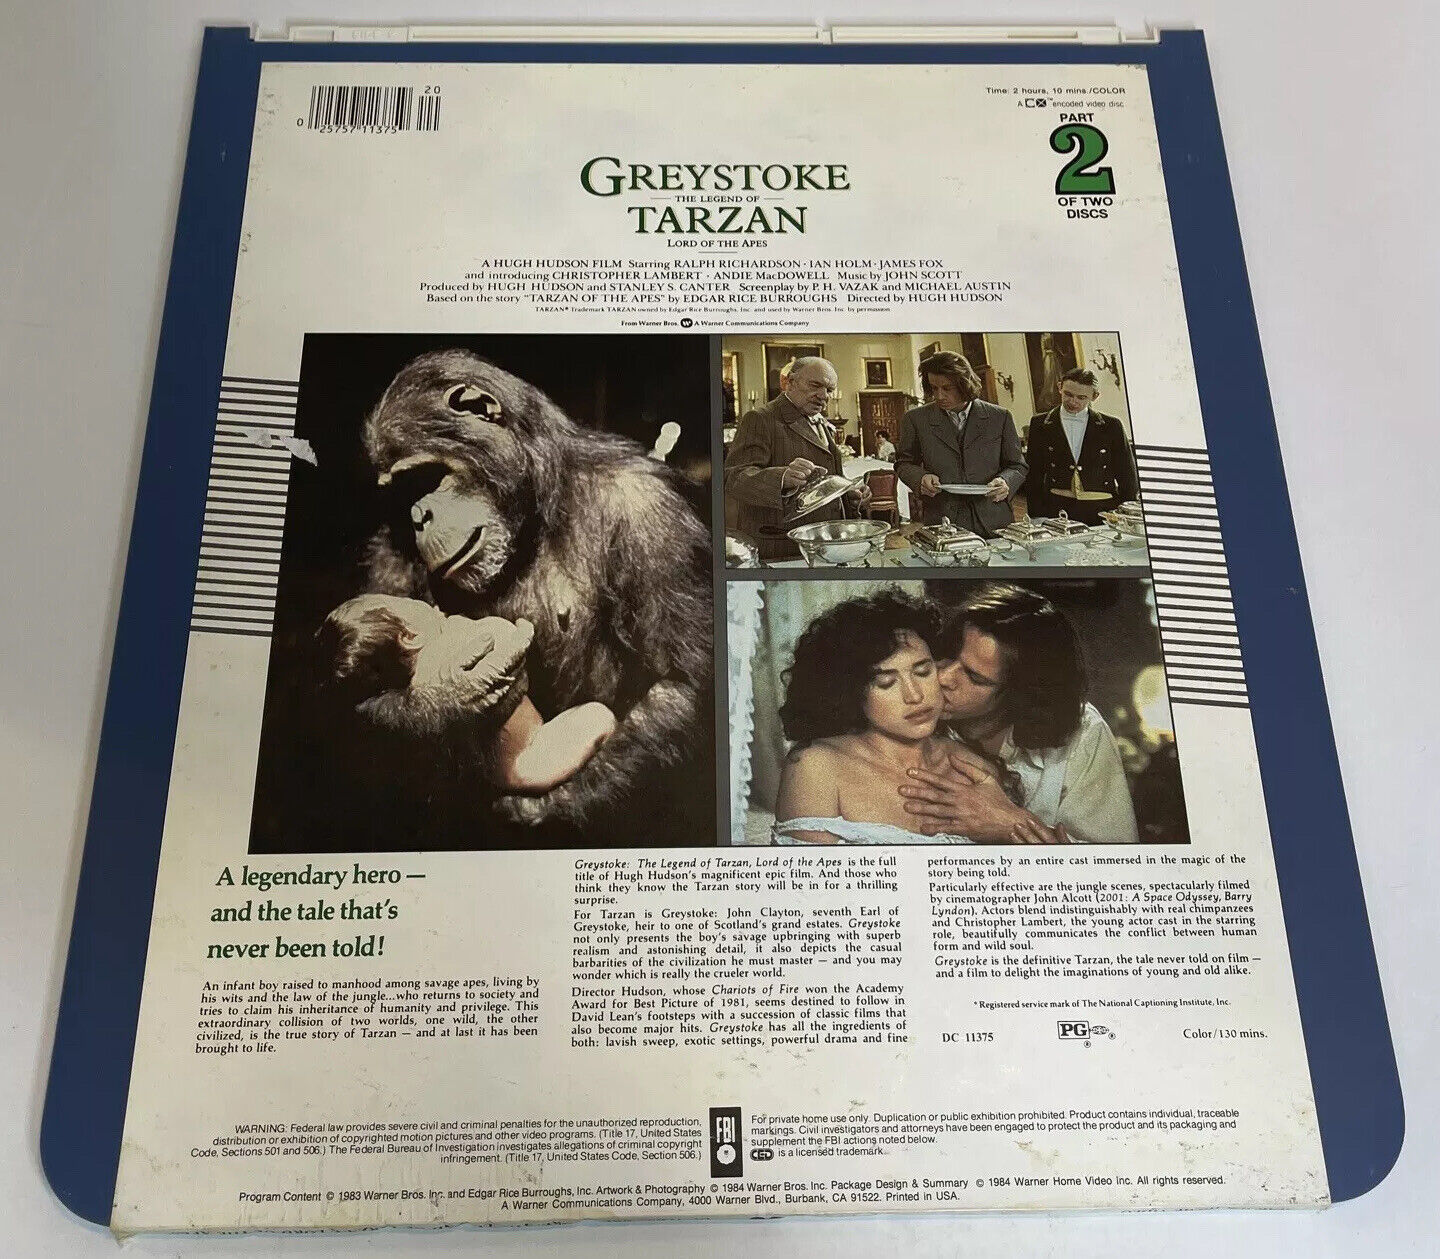 20
0 25757 11375
Time: 2 hours, 10 mins./COLOR
A CX™ encoded video disc
PART
2
OF TWO
DISCS
GREYSTOKE
THE LEGEND OF
TARZAN
LORD OF THE APES
A HUGH HUDSON FILM Starring RALPH RICHARDSON · IAN HOLM · JAMES FOX
and introducing CHRISTOPHER LAMBERT · ANDIE MacDOWELL Music by JOHN SCOTT
Produced by HUGH HUDSON and STANLEY S. CANTER Screenplay by P. H. VAZAK and MICHAEL AUSTIN
Based on the story "TARZAN OF THE APES" by EDGAR RICE BURROUGHS Directed by HUGH HUDSON
TARZAN® Trademark TARZAN owned by Edgar Rice Burroughs, Inc. and used by Warner Bros. Inc. by permission
From Warner Bros. A Warner Communications Company
A legendary hero —
and the tale that's
never been told!
An infant boy raised to manhood among savage apes, living by
his wits and the law of the jungle...who returns to society and
tries to claim his inheritance of humanity and privilege. This
extraordinary collision of two worlds, one wild, the other
civilized, is the true story of Tarzan — and at last it has been
brought to life.
Greystoke: The Legend of Tarzan, Lord of the Apes is the full
title of Hugh Hudson's magnificent epic film. And those who
think they know the Tarzan story will be in for a thrilling
surprise.
For Tarzan is Greystoke: John Clayton, seventh Earl of
Greystoke, heir to one of Scotland's grand estates. Greystoke
not only presents the boy's savage upbringing with superb
realism and astonishing detail, it also depicts the casual
barbarities of the civilization he must master — and you may
wonder which is really the crueler world.
Director Hudson, whose Chariots of Fire won the Academy
Award for Best Picture of 1981, seems destined to follow in
David Lean's footsteps with a succession of classic films that
also become major hits. Greystoke has all the ingredients of
both: lavish sweep, exotic settings, powerful drama and fine
performances by an entire cast immersed in the magic of the
story being told.
Particularly effective are the jungle scenes, spectacularly filmed
by cinematographer John Alcott (2001: A Space Odyssey, Barry
Lyndon). Actors blend indistinguishably with real chimpanzees
and Christopher Lambert, the young actor cast in the starring
role, beautifully communicates the conflict between human
form and wild soul.
Greystoke is the definitive Tarzan, the tale never told on film —
and a film to delight the imaginations of young and old alike.
* Registered service mark of The National Captioning Institute, Inc.
DC 11375 PG ® ® Color/130 mins.
WARNING: Federal law provides severe civil and criminal penalties for the unauthorized reproduction,
distribution or exhibition of copyrighted motion pictures and other video programs. (Title 17, United States
Code, Sections 501 and 506.) The Federal Bureau of Investigation investigates allegations of criminal copyright
infringement. (Title 17, United States Code, Section 506.)
FBI
For private home use only. Duplication or public exhibition prohibited. Product contains individual, traceable
markings. Civil investigators and attorneys have been engaged to protect the product and its packaging and
supplement the FBI actions noted below.
CED is a licensed trademark.
Program Content © 1983 Warner Bros. Inc. and Edgar Rice Burroughs, Inc. Artwork & Photography © 1984 Warner Bros. Inc. Package Design & Summary © 1984 Warner Home Video Inc. All rights reserved.
A Warner Communications Company, 4000 Warner Blvd., Burbank, CA 91522. Printed in USA.